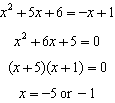 x² + 5x + 6 = −x + 1
x² + 6x + 5 = 0
(x + 5)(x + 1) = 0
x = −5 or −1